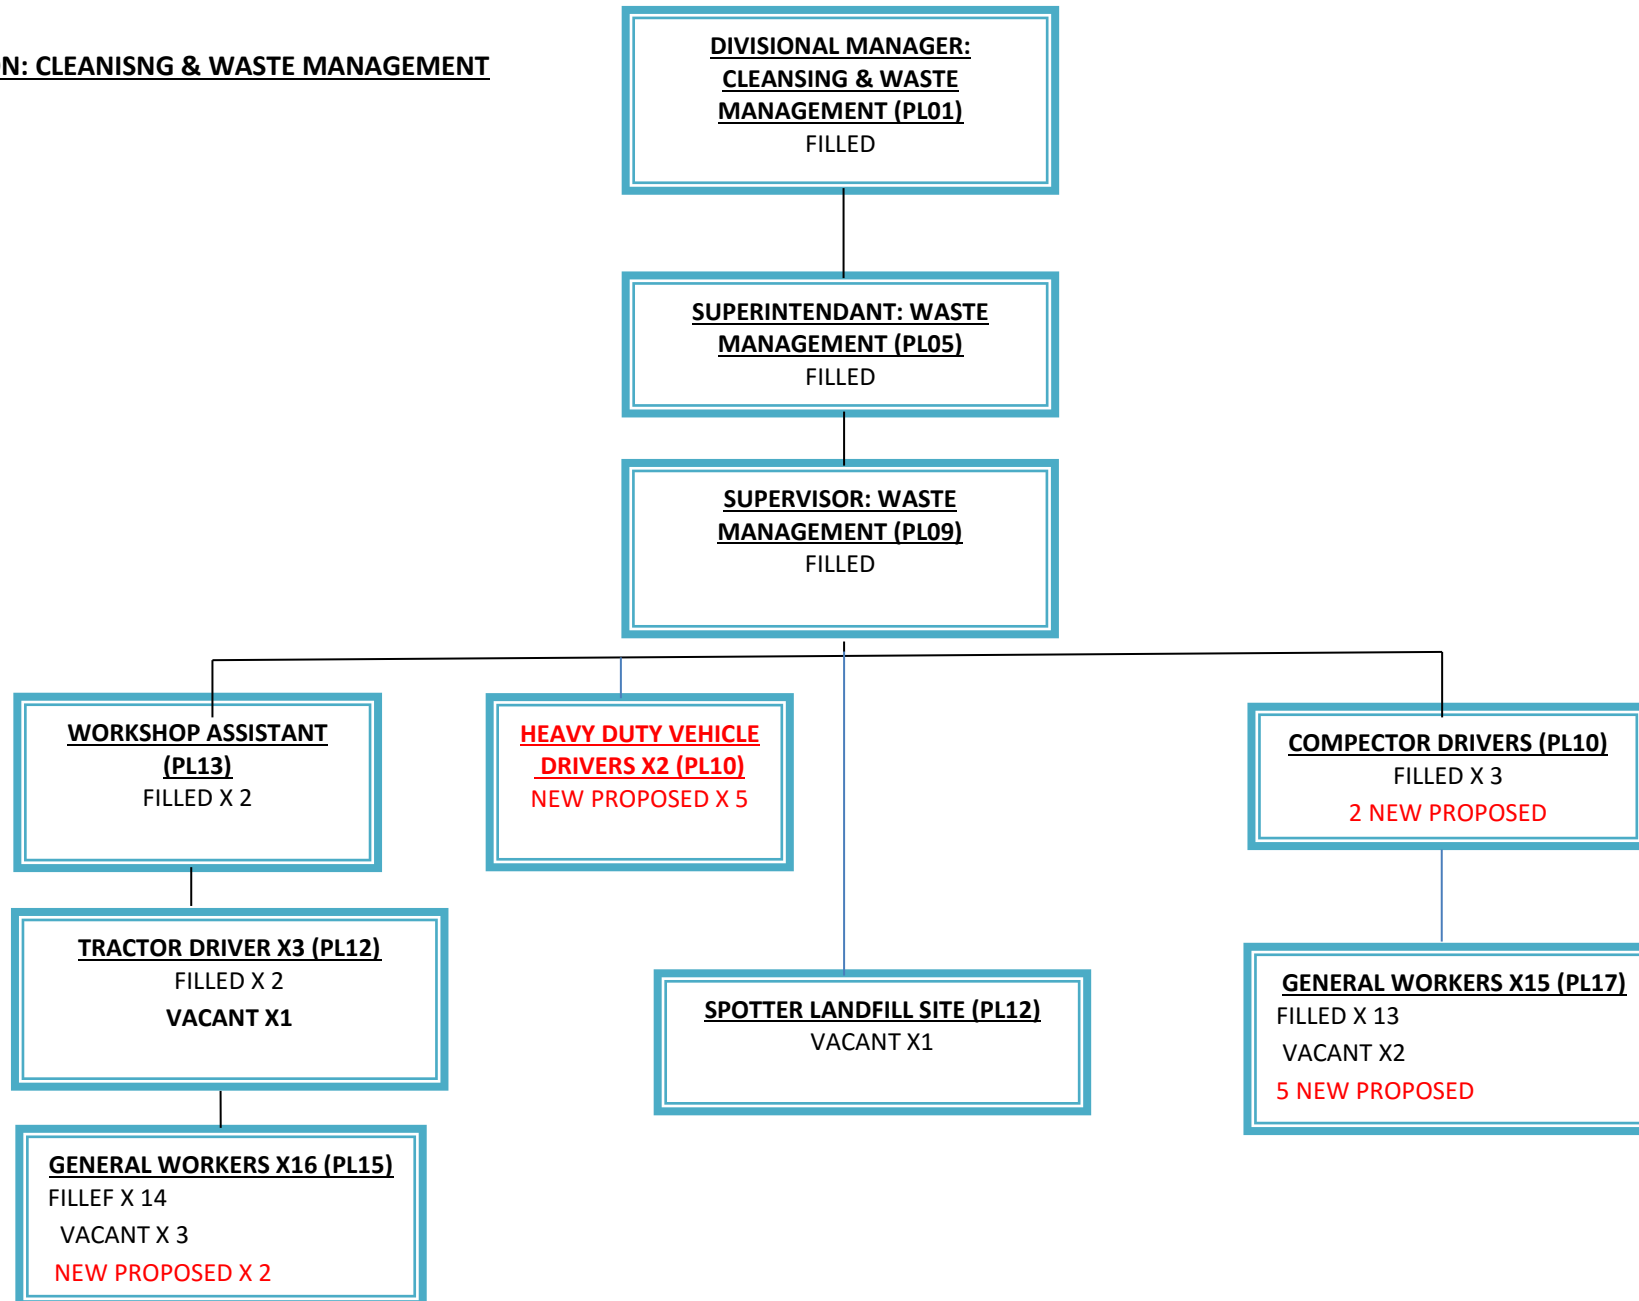 ON: CLEANISNG & WASTE MANAGEMENT
DIVISIONAL MANAGER:
CLEANSING & WASTE
MANAGEMENT (PL01)
FILLED
SUPERINTENDANT: WASTE
MANAGEMENT (PL05)
FILLED
SUPERVISOR: WASTE
MANAGEMENT (PL09)
FILLED
WORKSHOP ASSISTANT
(PL13)
FILLED X 2
HEAVY DUTY VEHICLE
DRIVERS X2 (PL10)
NEW PROPOSED X 5
COMPECTOR DRIVERS (PL10)
FILLED X 3
2 NEW PROPOSED
TRACTOR DRIVER X3 (PL12)
FILLED X 2
VACANT X1
SPOTTER LANDFILL SITE (PL12)
VACANT X1
GENERAL WORKERS X15 (PL17)
FILLED X 13
VACANT X2
5 NEW PROPOSED
GENERAL WORKERS X16 (PL15)
FILLEF X 14
VACANT X 3
NEW PROPOSED X 2